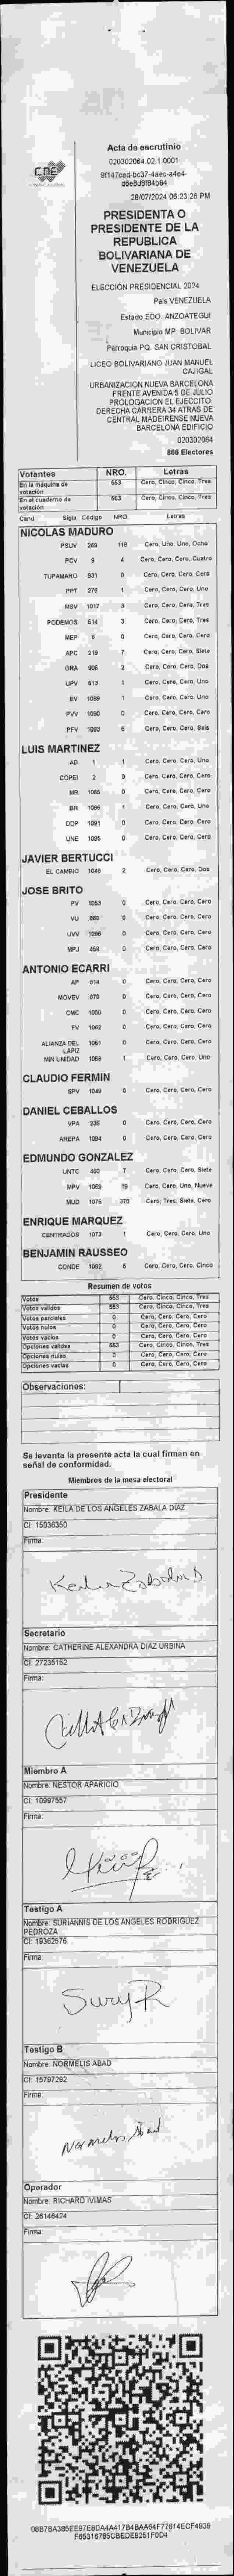 CNE
Acta de escrutinio
020302064.02.1.0001
28/07/2024 06:23:26 PM
PRESIDENTA O
PRESIDENTE DE LA
REPUBLICA
BOLIVARIANA DE
VENEZUELA
ELECCIÓN PRESIDENCIAL 2024
Pais VENEZUELA
Estado EDO. ANZOATEGUI
Municipio MP. BOLIVAR
Parroquia PQ. SAN CRISTOBAL
LICEO BOLIVARIANO JUAN MANUEL
CAJIGAL
URBANIZACION NUEVA BARCELONA
FRENTE AVENIDA 5 DE JULIO
PROLOGACION EL EJECCITO
DERECHA CARRERA 34 ATRAS DE
CENTRAL MADEIRENSE NUEVA
BARCELONA EDIFICIO
020302064
866 Electores
Votantes NRO. Letras
En la máquina de votación 553 Cero, Cinco, Cinco, Tres
En el cuaderno de votación 553 Cero, Cinco, Cinco, Tres
Cand. Sigla Código NRO. Letras
NICOLAS MADURO
PSUV 269 118 Cero, Uno, Uno, Ocho
PCV 9 4 Cero, Cero, Cero, Cuatro
TUPAMARO 931 0 Cero, Cero, Cero, Cero
PPT 276 1 Cero, Cero, Cero, Uno
MSV 1017 3 Cero, Cero, Cero, Tres
PODEMOS 514 3 Cero, Cero, Cero, Tres
MEP 6 0 Cero, Cero, Cero, Cero
APC 219 7 Cero, Cero, Cero, Siete
ORA 906 2 Cero, Cero, Cero, Dos
UPV 513 1 Cero, Cero, Cero, Uno
EV 1089 1 Cero, Cero, Cero, Uno
PVV 1090 0 Cero, Cero, Cero, Cero
PFV 1093 6 Cero, Cero, Cero, Seis
LUIS MARTINEZ
AD 1 1 Cero, Cero, Cero, Uno
COPEI 2 0 Cero, Cero, Cero, Cero
MR 1085 0 Cero, Cero, Cero, Cero
BR 1086 1 Cero, Cero, Cero, Uno
DDP 1091 0 Cero, Cero, Cero, Cero
UNE 1095 0 Cero, Cero, Cero, Cero
JAVIER BERTUCCI
EL CAMBIO 1048 2 Cero, Cero, Cero, Dos
JOSE BRITO
PV 1053 0 Cero, Cero, Cero, Cero
VU 0 Cero, Cero, Cero, Cero
UVV 1096 0 Cero, Cero, Cero, Cero
MPJ 458 0 Cero, Cero, Cero, Cero
ANTONIO ECARRI
AP 914 0 Cero, Cero, Cero, Cero
MOVEV 878 0 Cero, Cero, Cero, Cero
CMC 1050 0 Cero, Cero, Cero, Cero
FV 1062 0 Cero, Cero, Cero, Cero
ALIANZA DEL LAPIZ 1061 0 Cero, Cero, Cero, Cero
MIN UNIDAD 1068 1 Cero, Cero, Cero, Uno
CLAUDIO FERMIN
SPV 1049 0 Cero, Cero, Cero, Cero
DANIEL CEBALLOS
VPA 236 0 Cero, Cero, Cero, Cero
AREPA 1094 0 Cero, Cero, Cero, Cero
EDMUNDO GONZALEZ
UNTC 460 7 Cero, Cero, Cero, Siete
MPV 1069 19 Cero, Cero, Uno, Nueve
MUD 1075 370 Cero, Tres, Siete, Cero
ENRIQUE MARQUEZ
CENTRADOS 1073 1 Cero, Cero, Cero, Uno
BENJAMIN RAUSSEO
CONDE 1092 5 Cero, Cero, Cero, Cinco
Resumen de votos
Votos 553 Cero, Cinco, Cinco, Tres
Votos válidos 553 Cero, Cinco, Cinco, Tres
Votos parciales 0 Cero, Cero, Cero, Cero
Votos nulos 0 Cero, Cero, Cero, Cero
Votos vacíos 0 Cero, Cero, Cero, Cero
Opciones válidas 553 Cero, Cinco, Cinco, Tres
Opciones nulas 0 Cero, Cero, Cero, Cero
Opciones vacías 0 Cero, Cero, Cero, Cero
Observaciones:
Se levanta la presente acta la cual firman en
señal de conformidad.
Miembros de la mesa electoral
Presidente
Nombre: KEILA DE LOS ANGELES ZABALA DIAZ
CI: 15036350
Firma:
Keila Zabala D
Secretario
Nombre: CATHERINE ALEXANDRA DIAZ URBINA
CI: 27235162
Firma:
Miembro A
Nombre: NESTOR APARICIO
CI: 10997557
Firma:
Testigo A
Nombre: SURIANNIS DE LOS ANGELES RODRIGUEZ
PEDROZA
CI: 19362576
Firma:
Sury R
Testigo B
Nombre: NORMELIS ABAD
CI: 15797292
Firma:
Normelis Abad
Operador
Nombre: RICHARD IVIMAS
CI: 26146424
Firma: